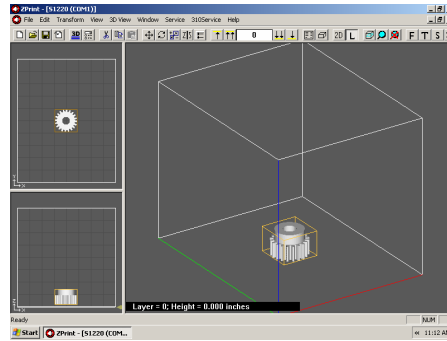 ZPrint - [S1220 (COM1)]
File Edit Transform View 3D View Window Service 310Service Help
0 2D L F T S
Layer = 0; Height = 0.000 inches
Ready NUM
Start ZPrint - [S1220 (COM... 11:12 A